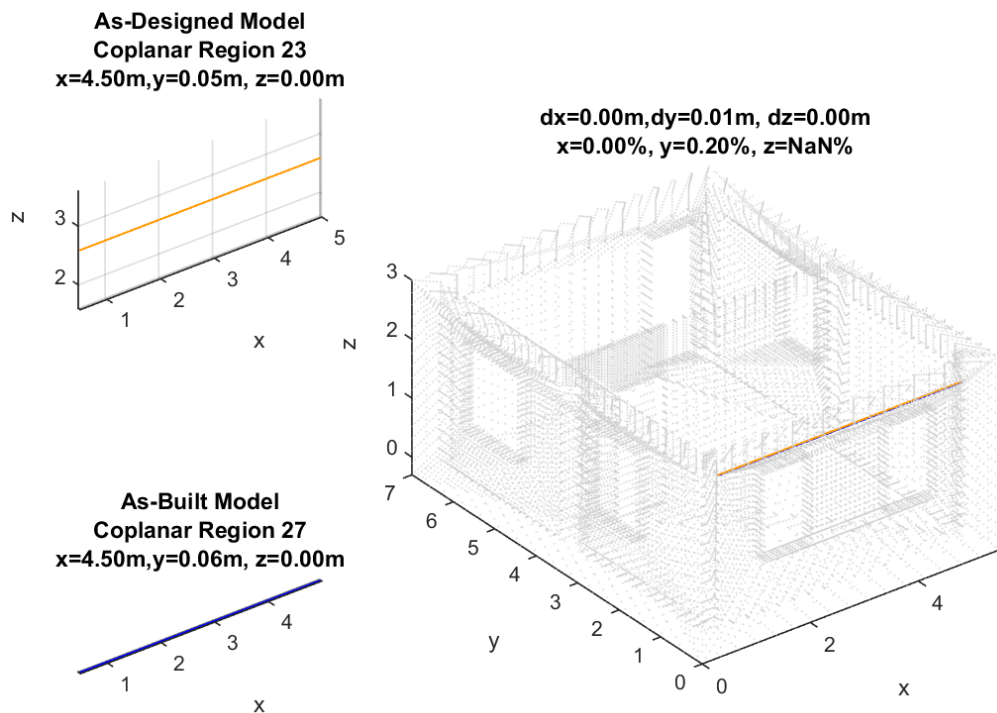 As-Designed Model
Coplanar Region 23
x=4.50m,y=0.05m, z=0.00m
z
3
2
1
2
3
4
5
x
dx=0.00m,dy=0.01m, dz=0.00m
x=0.00%, y=0.20%, z=NaN%
z
3
2
1
0
7
6
5
4
3
2
1
0
y
0
2
4
x
As-Built Model
Coplanar Region 27
x=4.50m,y=0.06m, z=0.00m
1
2
3
4
x